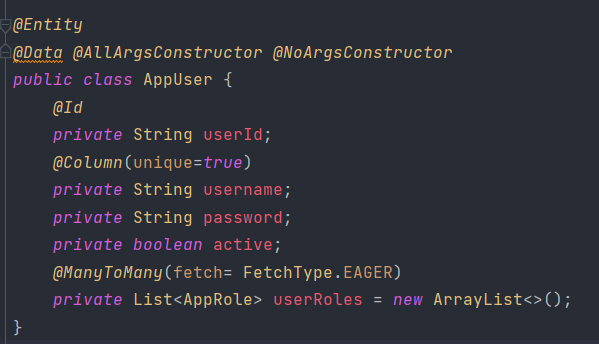 @Entity
@Data @AllArgsConstructor @NoArgsConstructor
public class AppUser {
    @Id
    private String userId;
    @Column(unique=true)
    private String username;
    private String password;
    private boolean active;
    @ManyToMany(fetch= FetchType.EAGER)
    private List<AppRole> userRoles = new ArrayList<>();
}